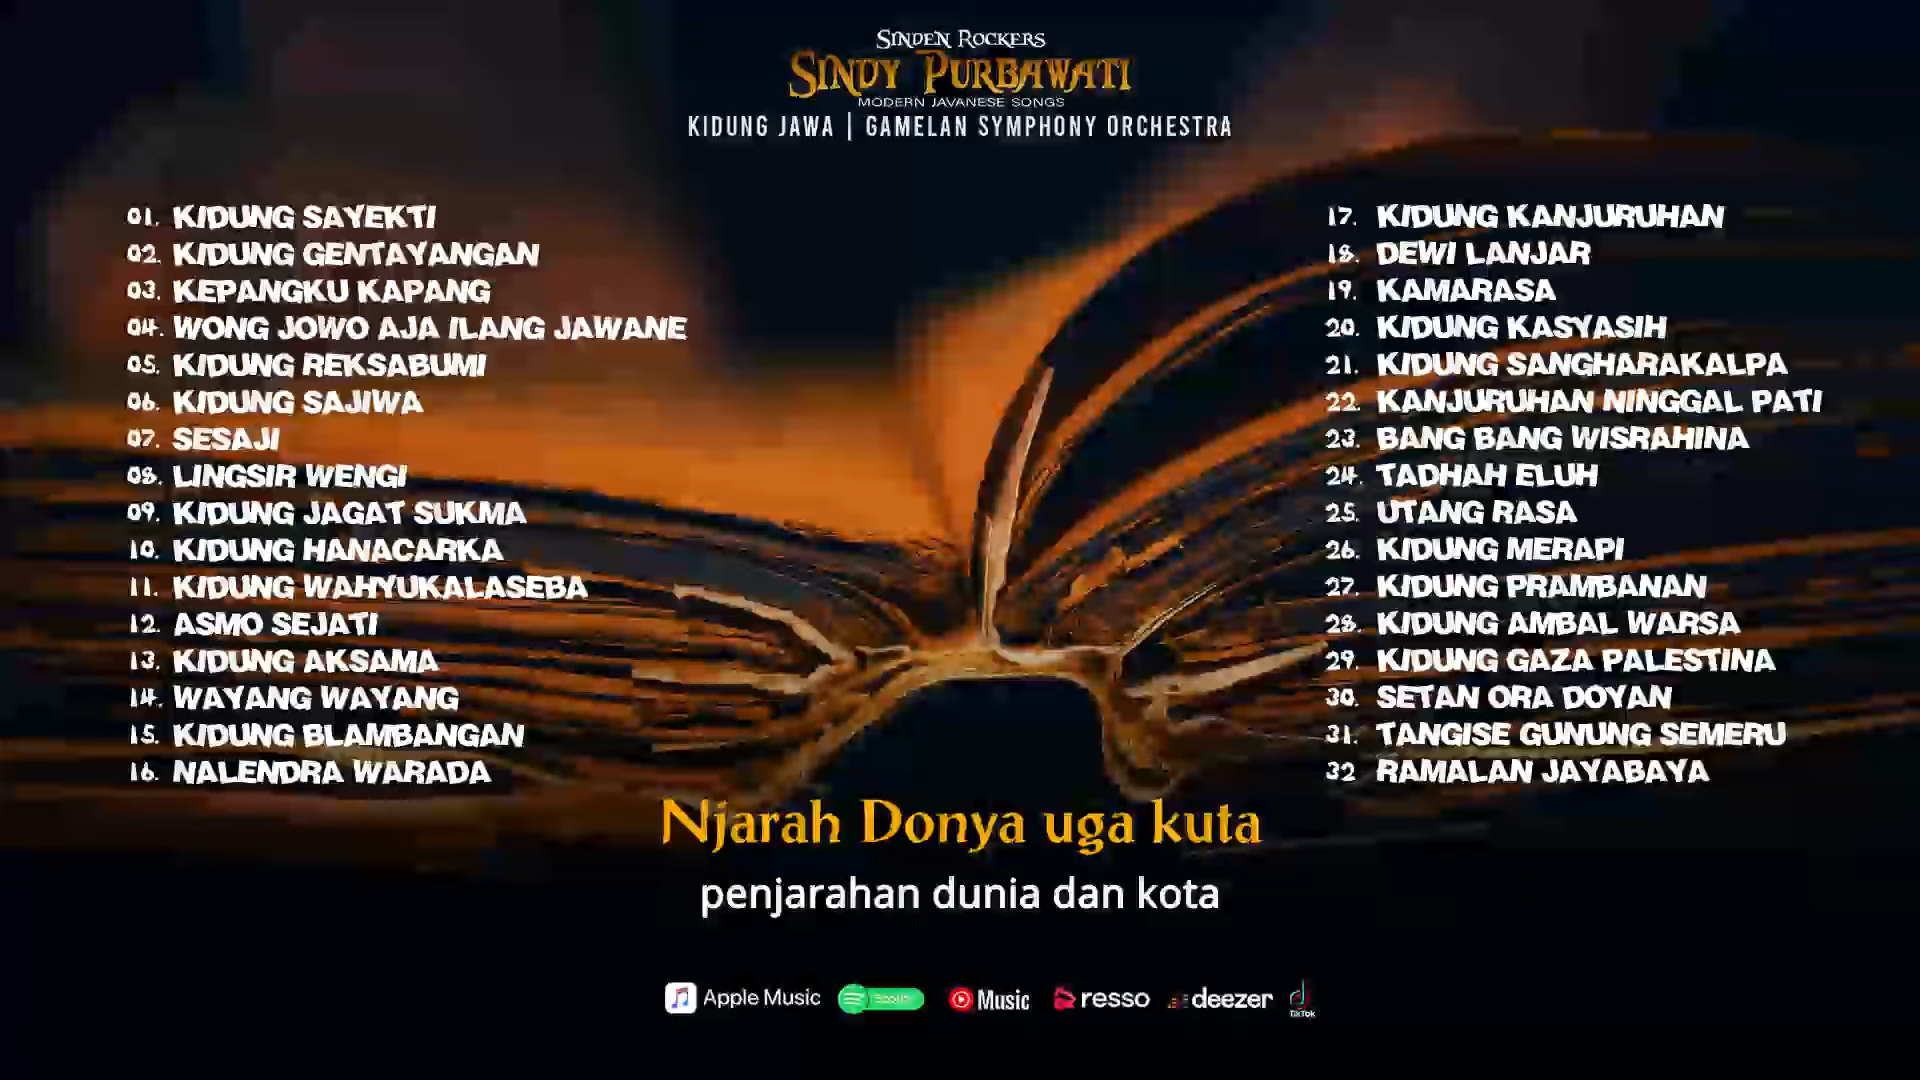 SINDEN ROCKERS
SINDY PURBAWATI
MODERN JAVANESE SONGS
KIDUNG JAWA | GAMELAN SYMPHONY ORCHESTRA
01. KIDUNG SAYEKTI
02. KIDUNG GENTAYANGAN
03. KEPANGKU KAPANG
04. WONG JOWO AJA ILANG JAWANE
05. KIDUNG REKSABUMI
06. KIDUNG SAJIWA
07. SESAJI
08. LINGSIR WENGI
09. KIDUNG JAGAT SUKMA
10. KIDUNG HANACARKA
11. KIDUNG WAHYUKALASEBA
12. ASMO SEJATI
13. KIDUNG AKSAMA
14. WAYANG WAYANG
15. KIDUNG BLAMBANGAN
16. NALENDRA WARADA
17. KIDUNG KANJURUHAN
18. DEWI LANJAR
19. KAMARASA
20. KIDUNG KASYASIH
21. KIDUNG SANGHARAKALPA
22. KANJURUHAN NINGGAL PATI
23. BANG BANG WISRAHINA
24. TADHAH ELUH
25. UTANG RASA
26. KIDUNG MERAPI
27. KIDUNG PRAMBANAN
28. KIDUNG AMBAL WARSA
29. KIDUNG GAZA PALESTINA
30. SETAN ORA DOYAN
31. TANGISE GUNUNG SEMERU
32 RAMALAN JAYABAYA
Njarah Donya uga kuta
penjarahan dunia dan kota
Apple Music Spotify Music resso deezer TikTok